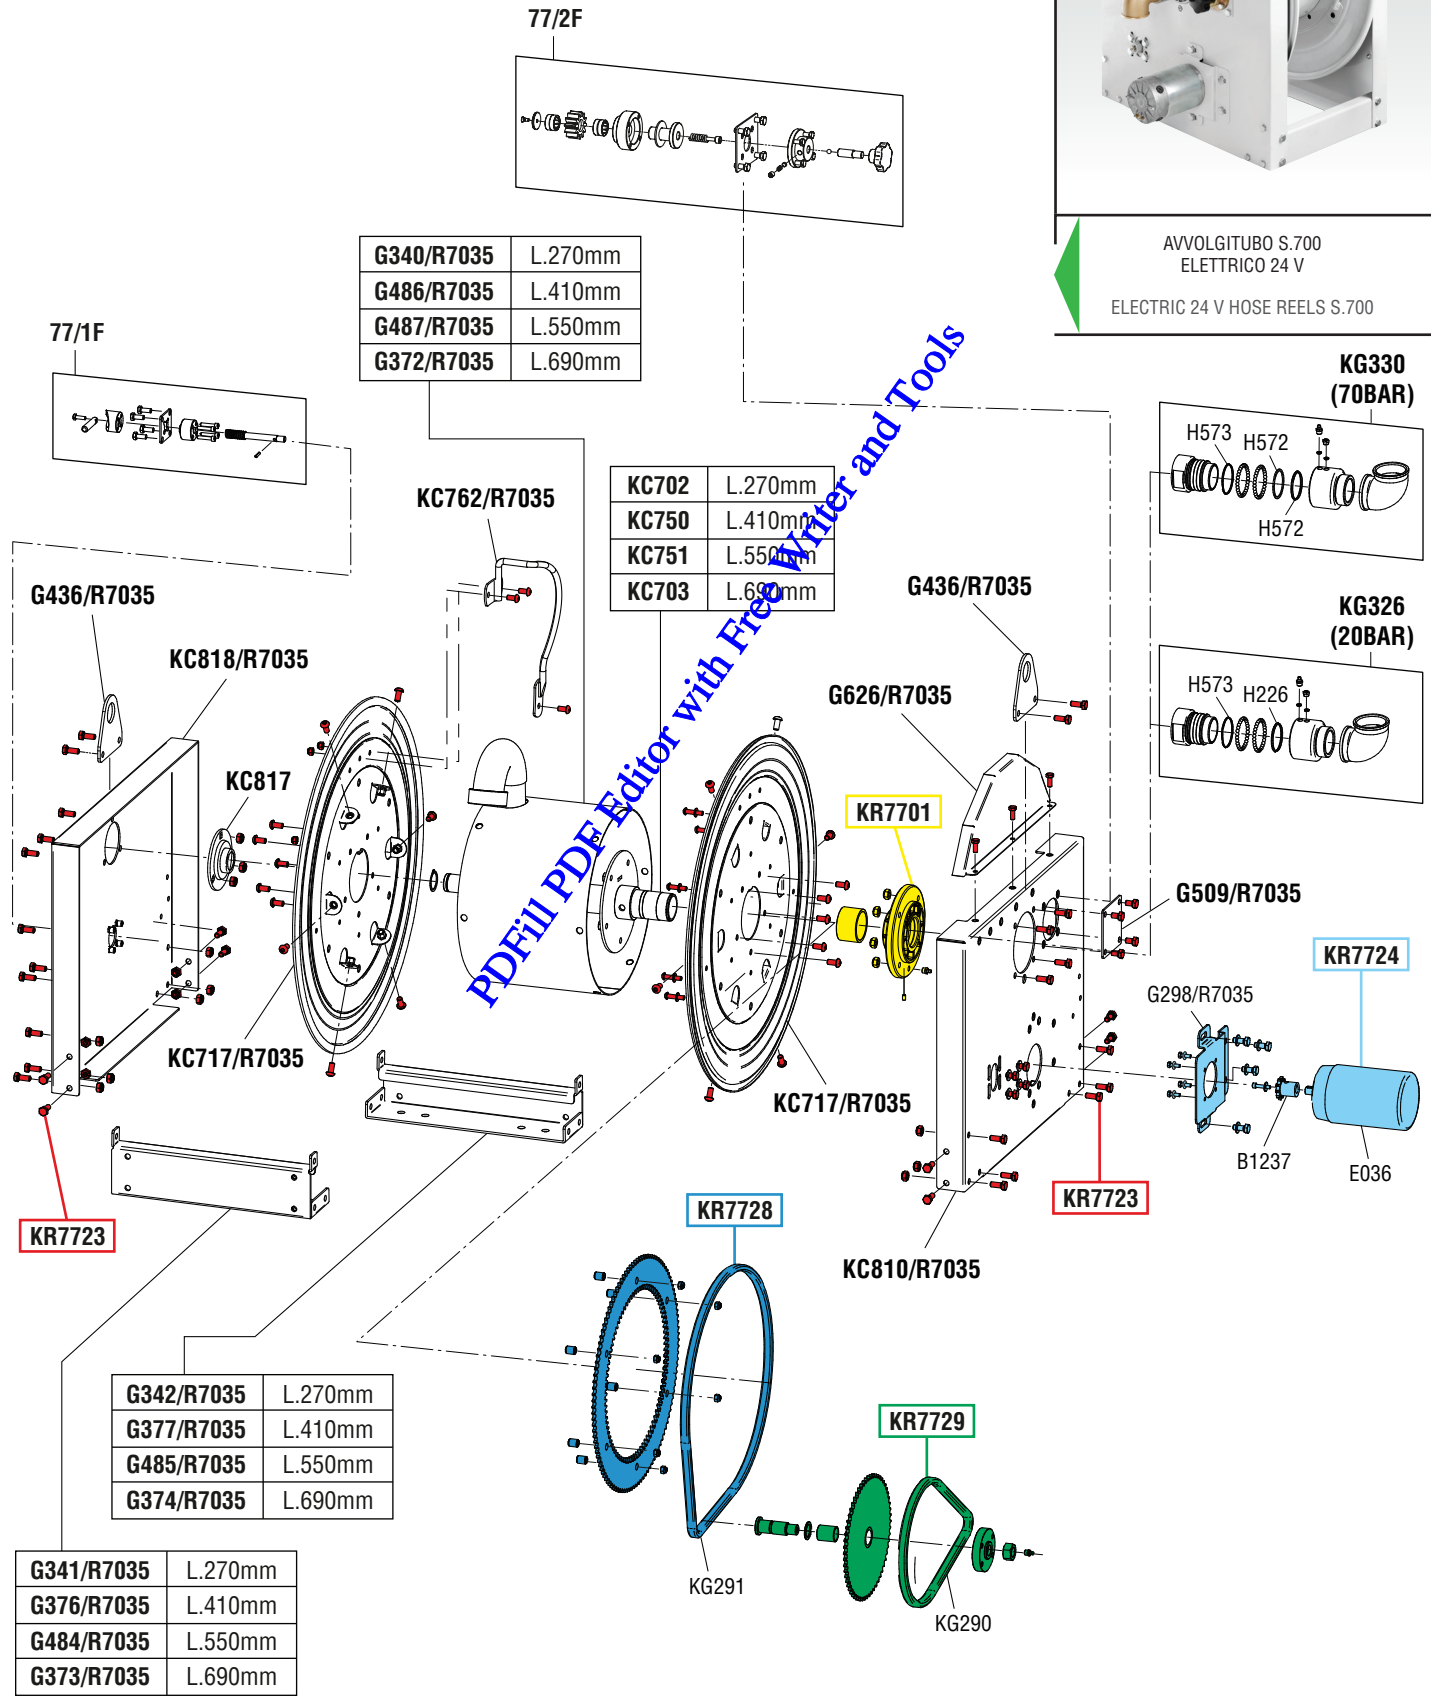 77/2F
AVVOLGITUBO S.700
ELETTRICO 24 V
ELECTRIC 24 V HOSE REELS S.700
G340/R7035 L.270mm
G486/R7035 L.410mm
G487/R7035 L.550mm
G372/R7035 L.690mm
77/1F
KG330
(70BAR)
H573
H572
H572
KC762/R7035
KC702 L.270mm
KC750 L.410mm
KC751 L.550mm
KC703 L.690mm
PDFill PDF Editor with Free Writer and Tools
G436/R7035
G436/R7035
KG326
(20BAR)
H573
H226
KC818/R7035
G626/R7035
KC817
KR7701
G509/R7035
KR7724
G298/R7035
KC717/R7035
KC717/R7035
B1237
E036
KR7723
KR7723
KR7728
KC810/R7035
G342/R7035 L.270mm
G377/R7035 L.410mm
G485/R7035 L.550mm
G374/R7035 L.690mm
KR7729
G341/R7035 L.270mm
G376/R7035 L.410mm
G484/R7035 L.550mm
G373/R7035 L.690mm
KG291
KG290